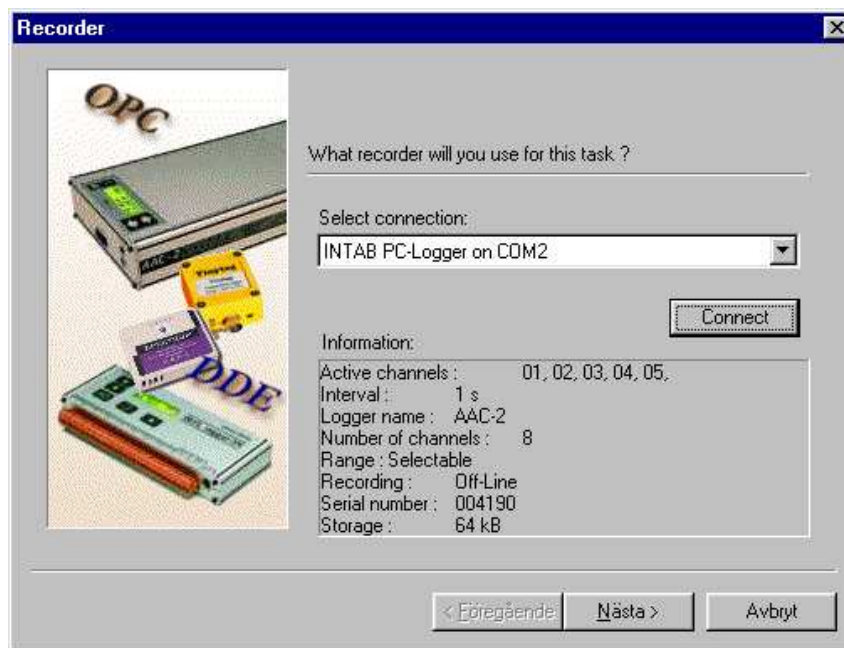 Recorder
OPC
AAC-2
Tinytag
DDE
What recorder will you use for this task ?
Select connection:
INTAB PC-Logger on COM2
Connect
Information:
Active channels : 01, 02, 03, 04, 05,
Interval : 1 s
Logger name : AAC-2
Number of channels : 8
Range : Selectable
Recording : Off-Line
Serial number : 004190
Storage : 64 kB
< Föregående
Nästa >
Avbryt